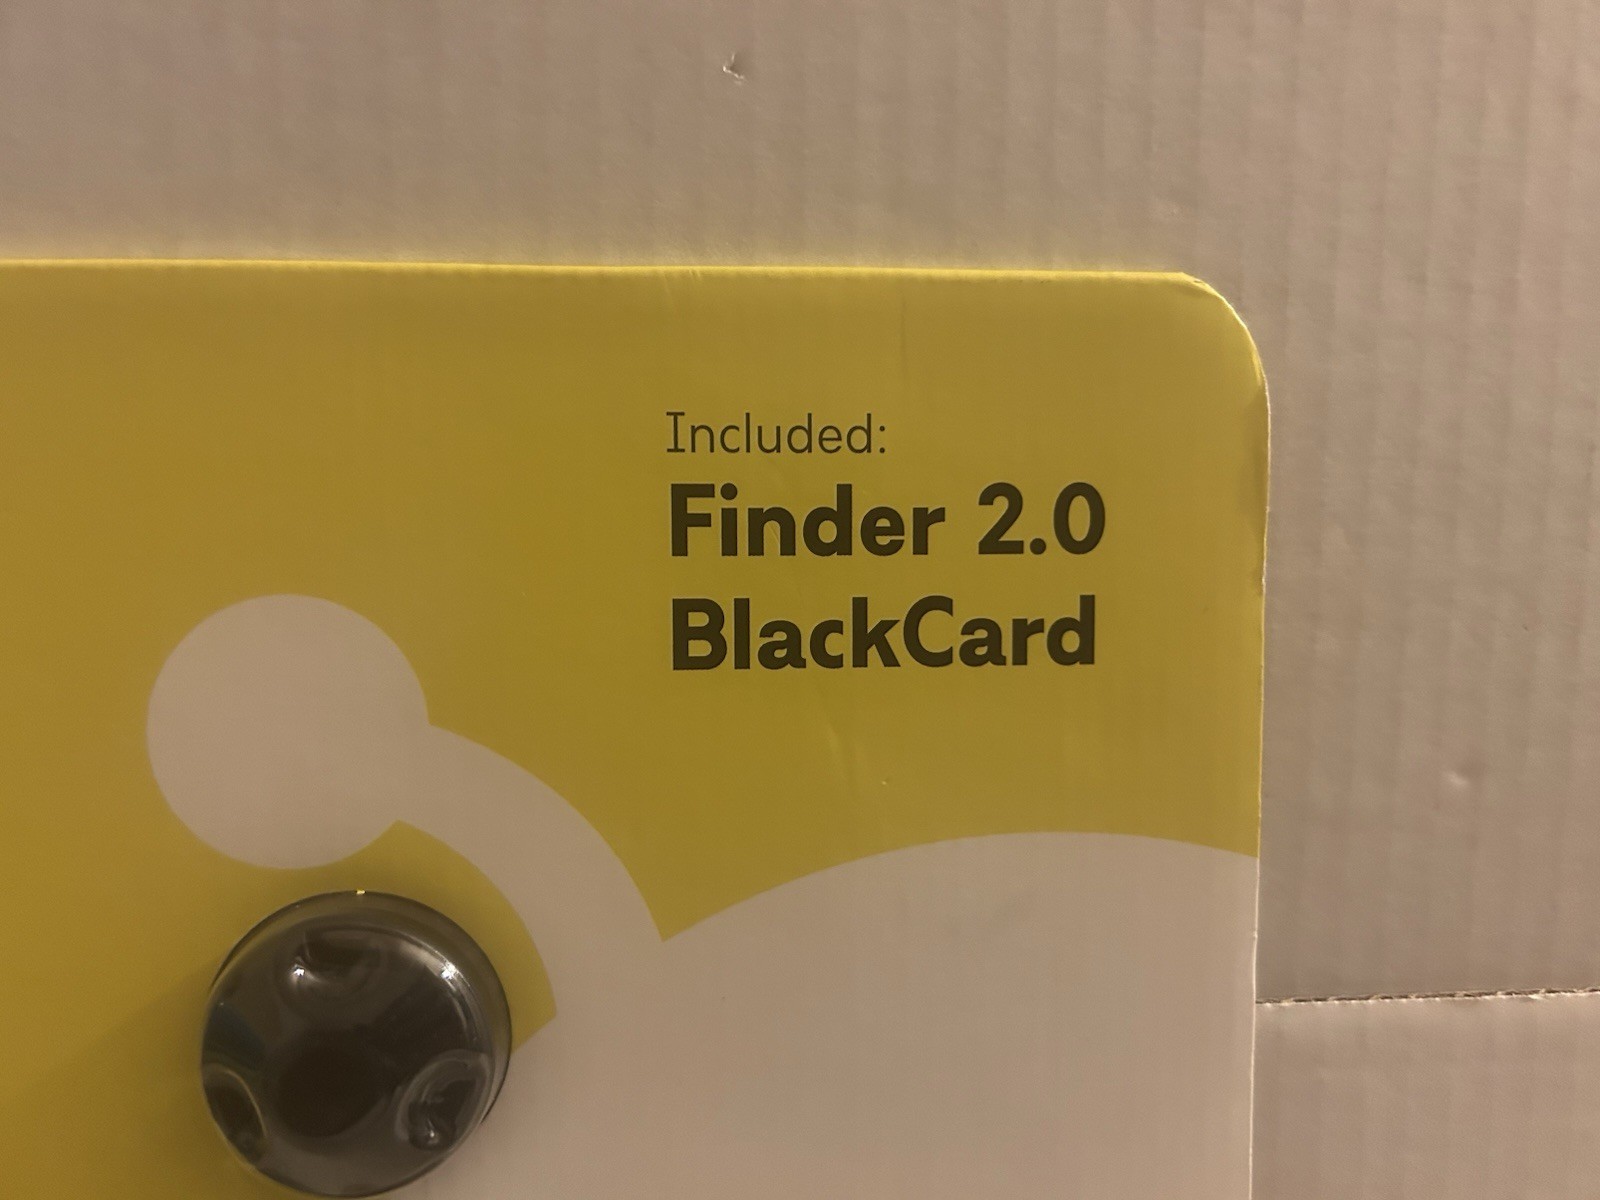 Included:
Finder 2.0
BlackCard